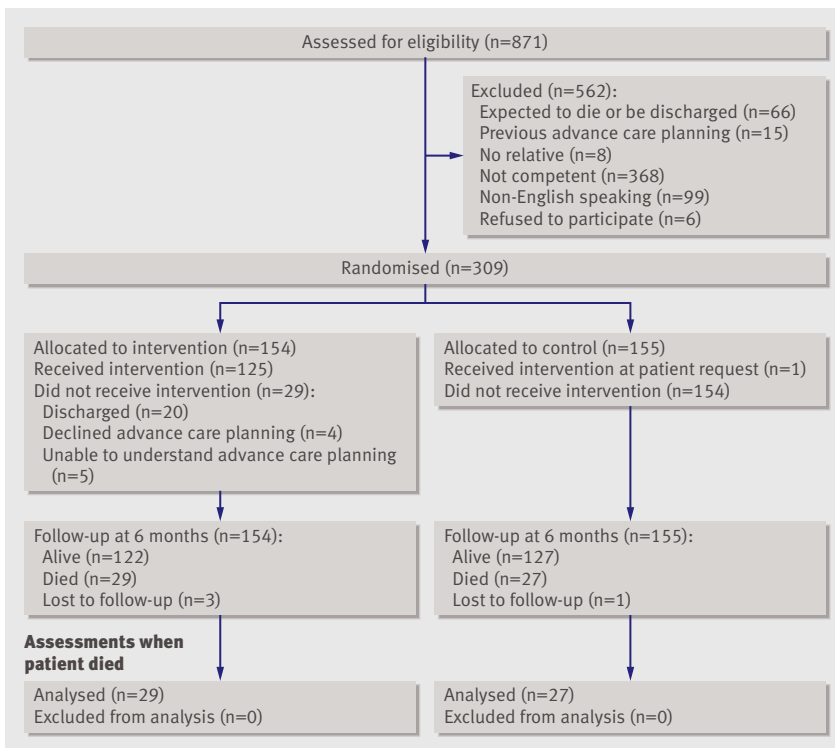 Assessed for eligibility (n=871)
Excluded (n=562):
Expected to die or be discharged (n=66)
Previous advance care planning (n=15)
No relative (n=8)
Not competent (n=368)
Non-English speaking (n=99)
Refused to participate (n=6)
Randomised (n=309)
Allocated to intervention (n=154)
Received intervention (n=125)
Did not receive intervention (n=29):
Discharged (n=20)
Declined advance care planning (n=4)
Unable to understand advance care planning
(n=5)
Allocated to control (n=155)
Received intervention at patient request (n=1)
Did not receive intervention (n=154)
Follow-up at 6 months (n=154):
Alive (n=122)
Died (n=29)
Lost to follow-up (n=3)
Follow-up at 6 months (n=155):
Alive (n=127)
Died (n=27)
Lost to follow-up (n=1)
Assessments when
patient died
Analysed (n=29)
Excluded from analysis (n=0)
Analysed (n=27)
Excluded from analysis (n=0)